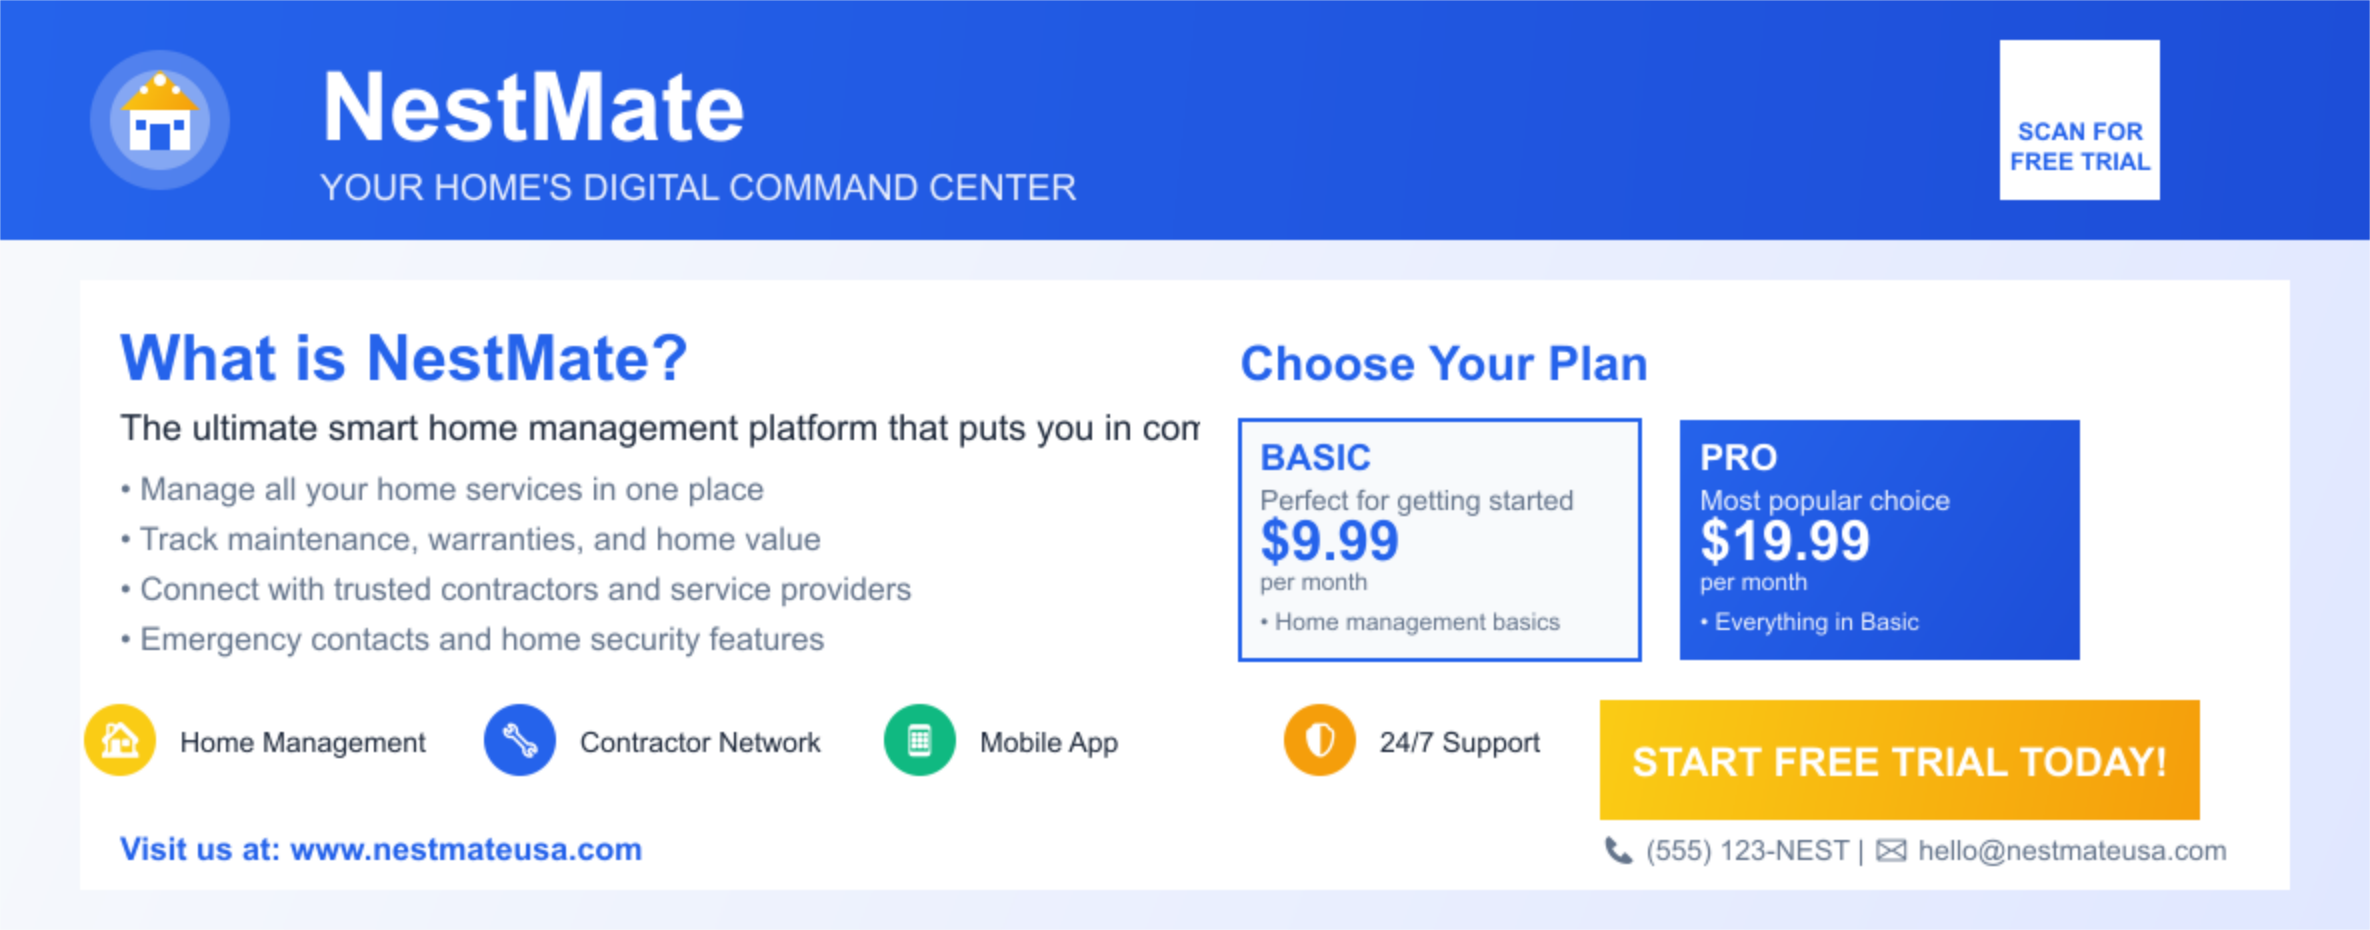 NestMate
YOUR HOME'S DIGITAL COMMAND CENTER
SCAN FOR
FREE TRIAL
What is NestMate?
The ultimate smart home management platform that puts you in
• Manage all your home services in one place
• Track maintenance, warranties, and home value
• Connect with trusted contractors and service providers
• Emergency contacts and home security features
Choose Your Plan
BASIC
Perfect for getting started
$9.99
per month
• Home management basics
PRO
Most popular choice
$19.99
per month
• Everything in Basic
Home Management
Contractor Network
Mobile App
24/7 Support
START FREE TRIAL TODAY!
Visit us at: www.nestmateusa.com
(555) 123-NEST | hello@nestmateusa.com